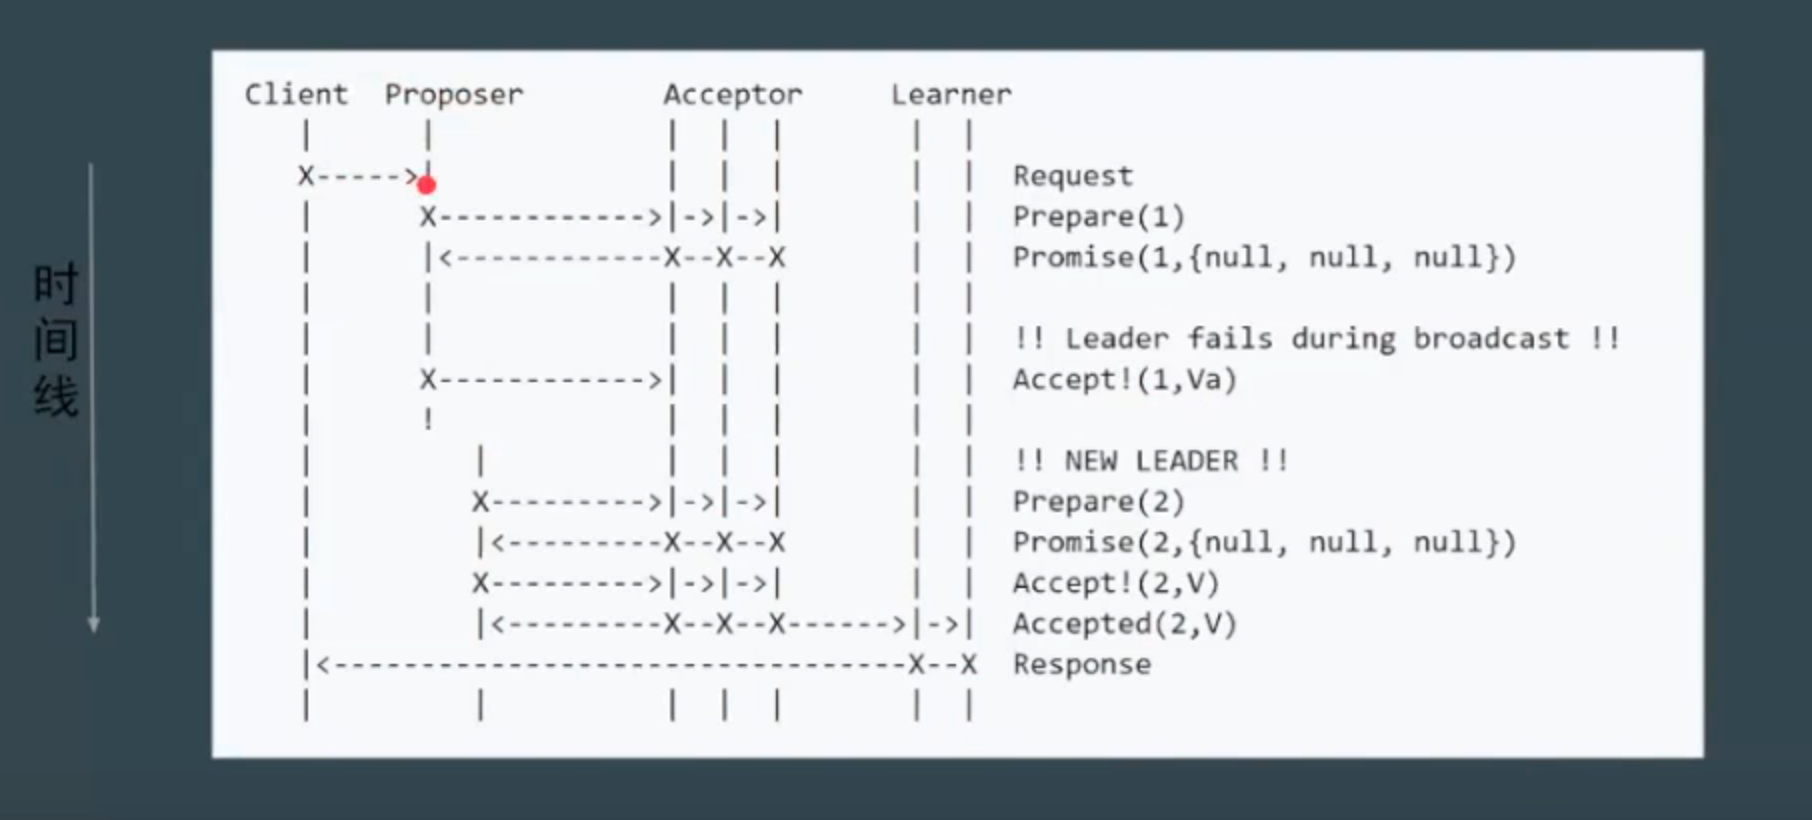 Client  Proposer        Acceptor     Learner
   |      |             |  |  |       |  |
   X----->|             |  |  |       |  |  Request
   |      X------------>|->|->|       |  |  Prepare(1)
   |      |<------------X--X--X       |  |  Promise(1,{null, null, null})
   |      |             |  |  |       |  |
   |      |             |  |  |       |  |  !! Leader fails during broadcast !!
   |      X------------>|  |  |       |  |  Accept!(1,Va)
   |      !             |  |  |       |  |
   |         |          |  |  |       |  |  !! NEW LEADER !!
   |         X--------->|->|->|       |  |  Prepare(2)
   |         |<---------X--X--X       |  |  Promise(2,{null, null, null})
   |         X--------->|->|->|       |  |  Accept!(2,V)
   |         |<---------X--X--X------>|->|  Accepted(2,V)
   |<---------------------------------X--X  Response
   |         |          |  |  |       |  |
时间线